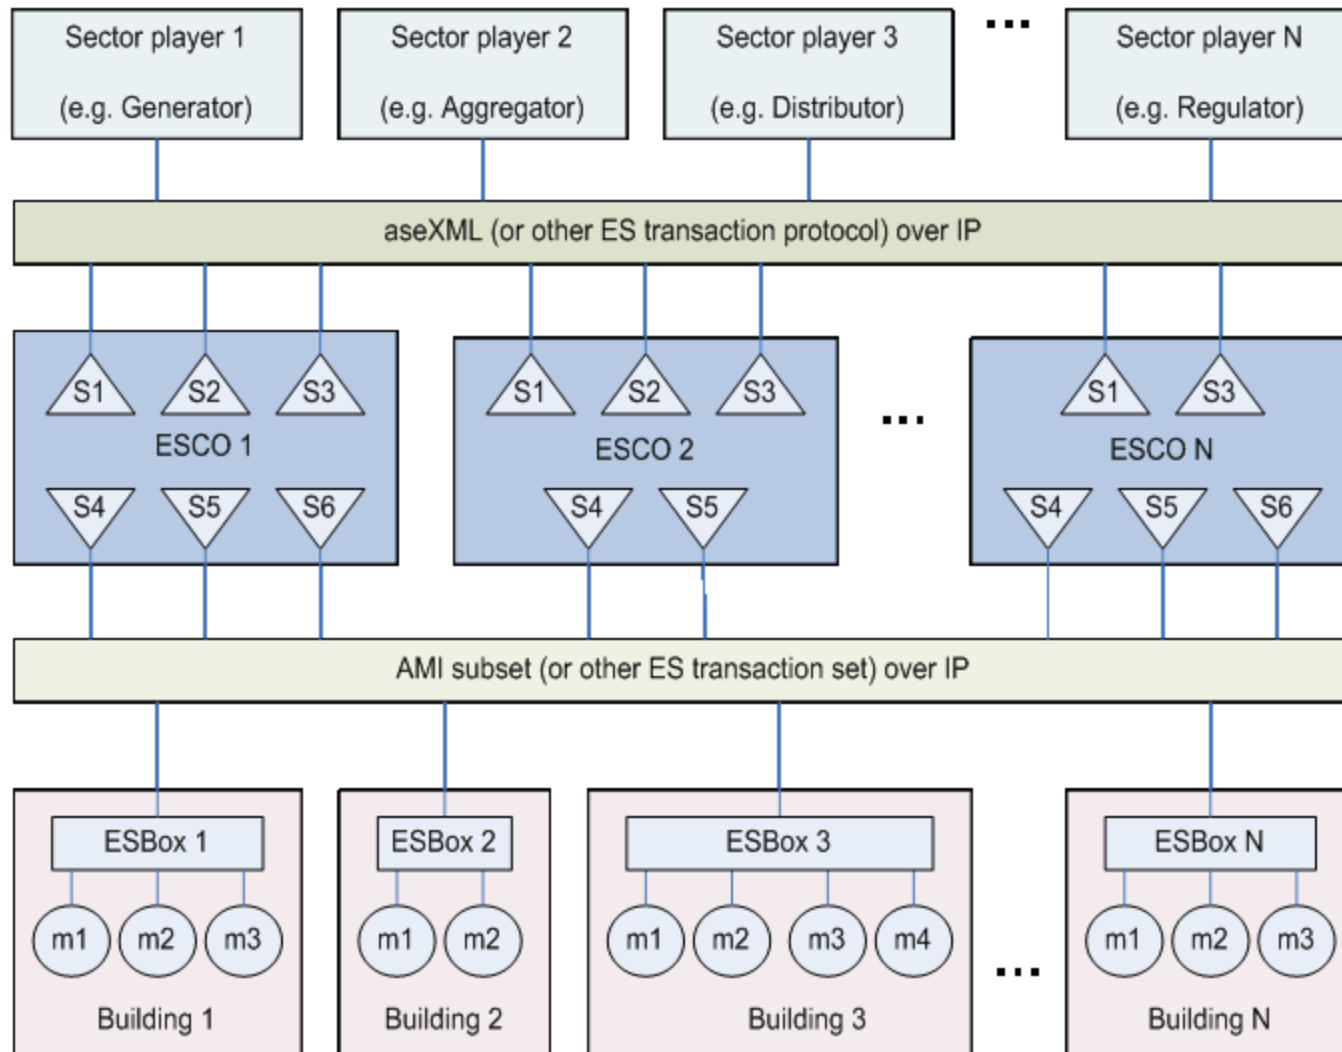 Sector player 1
(e.g. Generator)
Sector player 2
(e.g. Aggregator)
Sector player 3
(e.g. Distributor)
...
Sector player N
(e.g. Regulator)
aseXML (or other ES transaction protocol) over IP
S1 S2 S3
ESCO 1
S4 S5 S6
S1 S2 S3
ESCO 2
S4 S5
...
S1 S3
ESCO N
S4 S5 S6
AMI subset (or other ES transaction set) over IP
ESBox 1
m1 m2 m3
Building 1
ESBox 2
m1 m2
Building 2
ESBox 3
m1 m2 m3 m4
Building 3
...
ESBox N
m1 m2 m3
Building N